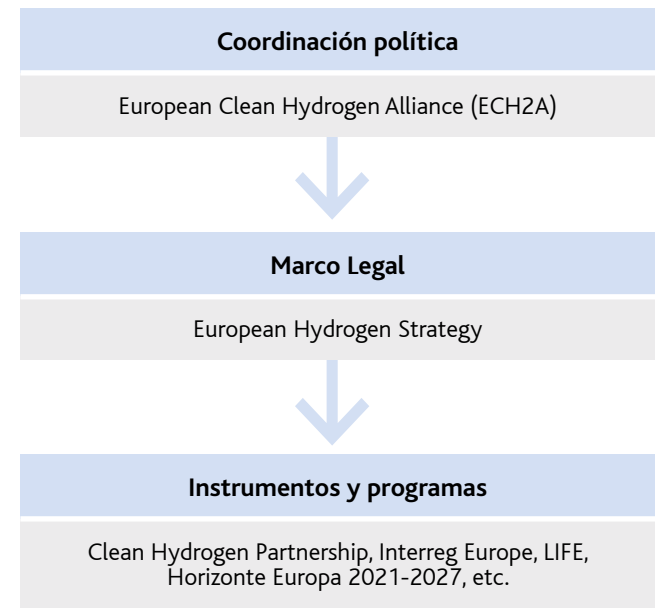 Coordinación política
European Clean Hydrogen Alliance (ECH2A)
Marco Legal
European Hydrogen Strategy
Instrumentos y programas
Clean Hydrogen Partnership, Interreg Europe, LIFE,
Horizonte Europa 2021-2027, etc.